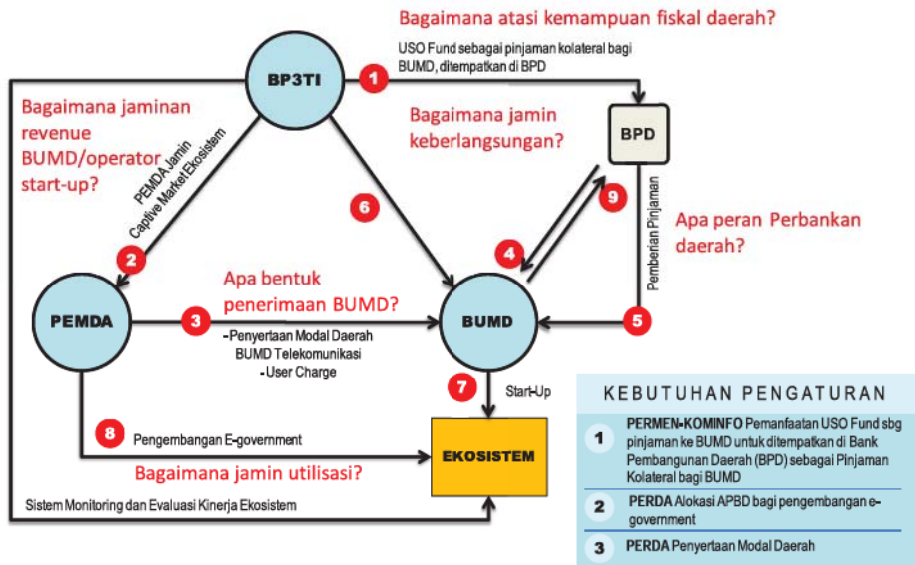 Bagaimana atasi kemampuan fiskal daerah?
USO Fund sebagai pinjaman kolateral bagi
BUMD, ditempatkan di BPD
BP3TI
1
Bagaimana jaminan
revenue
BUMD/operator
start-up?
Bagaimana jamin
keberlangsungan?
BPD
PEMDA Jamin
Captive Market Ekosistem
6
9
4
Pemberian Pinjaman
Apa peran Perbankan
daerah?
2
Apa bentuk
penerimaan BUMD?
PEMDA
3
BUMD
5
-Penyertaan Modal Daerah
BUMD Telekomunikasi
-User Charge
7
Start-Up
8
Pengembangan E-government
EKOSISTEM
Bagaimana jamin utilisasi?
Sistem Monitoring dan Evaluasi Kinerja Ekosistem
KEBUTUHAN PENGATURAN
1
PERMEN-KOMINFO Pemanfaatan USO Fund sbg
pinjaman ke BUMD untuk ditempatkan di Bank
Pembangunan Daerah (BPD) sebagai Pinjaman
Kolateral bagi BUMD
2
PERDA Alokasi APBD bagi pengembangan e-
government
3
PERDA Penyertaan Modal Daerah